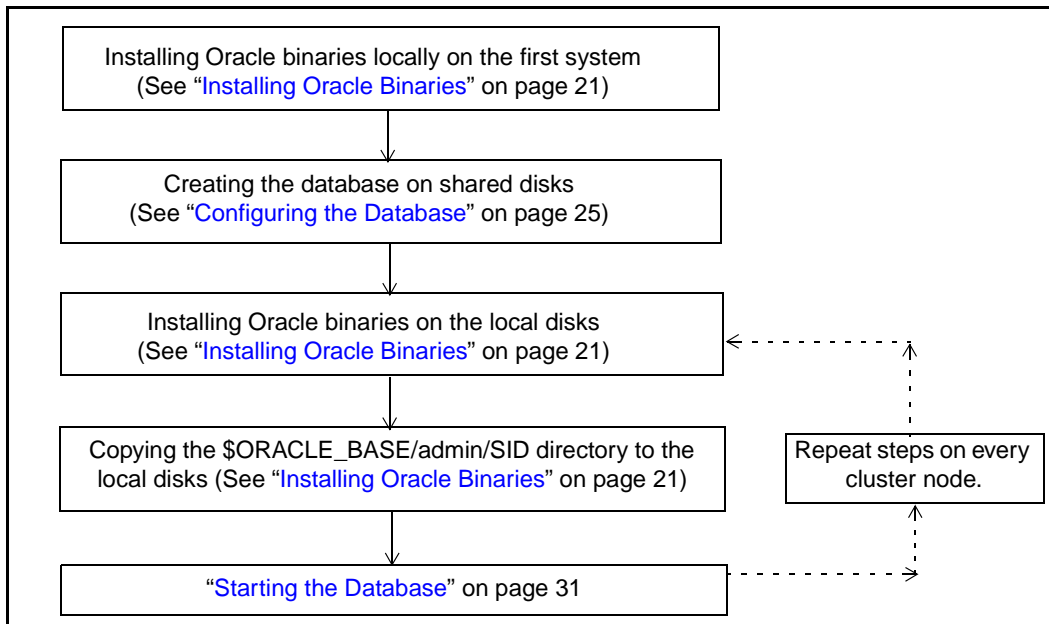 Installing Oracle binaries locally on the first system
(See “Installing Oracle Binaries” on page 21)
Creating the database on shared disks
(See “Configuring the Database” on page 25)
Installing Oracle binaries on the local disks
(See “Installing Oracle Binaries” on page 21)
Copying the $ORACLE_BASE/admin/SID directory to the
local disks (See “Installing Oracle Binaries” on page 21)
Repeat steps on every
cluster node.
“Starting the Database” on page 31